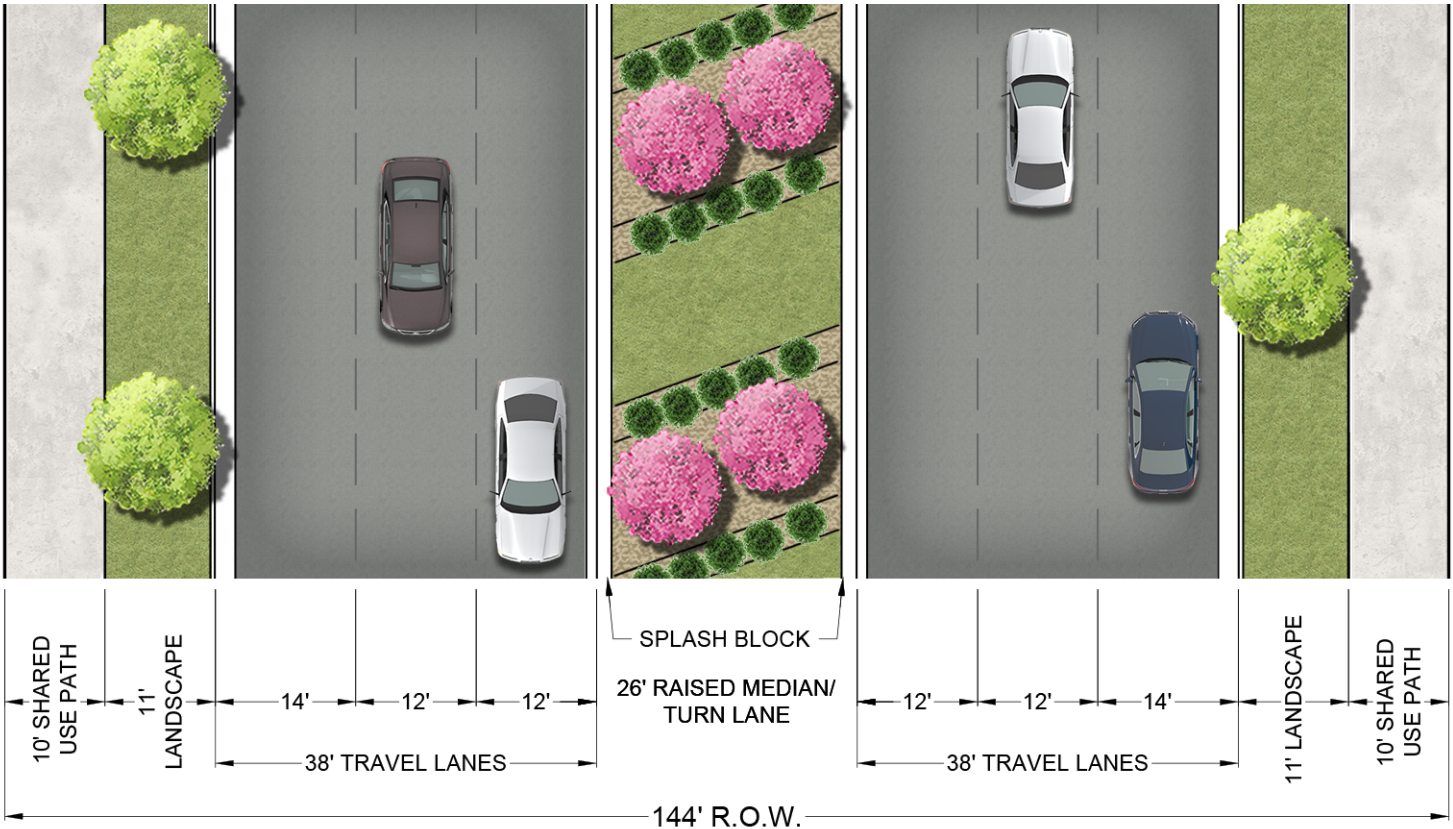 SPLASH BLOCK
10' SHARED
USE PATH
11'
LANDSCAPE
14'
12'
12'
26' RAISED MEDIAN/
TURN LANE
12'
12'
14'
11' LANDSCAPE
10' SHARED
USE PATH
38' TRAVEL LANES
38' TRAVEL LANES
144' R.O.W.